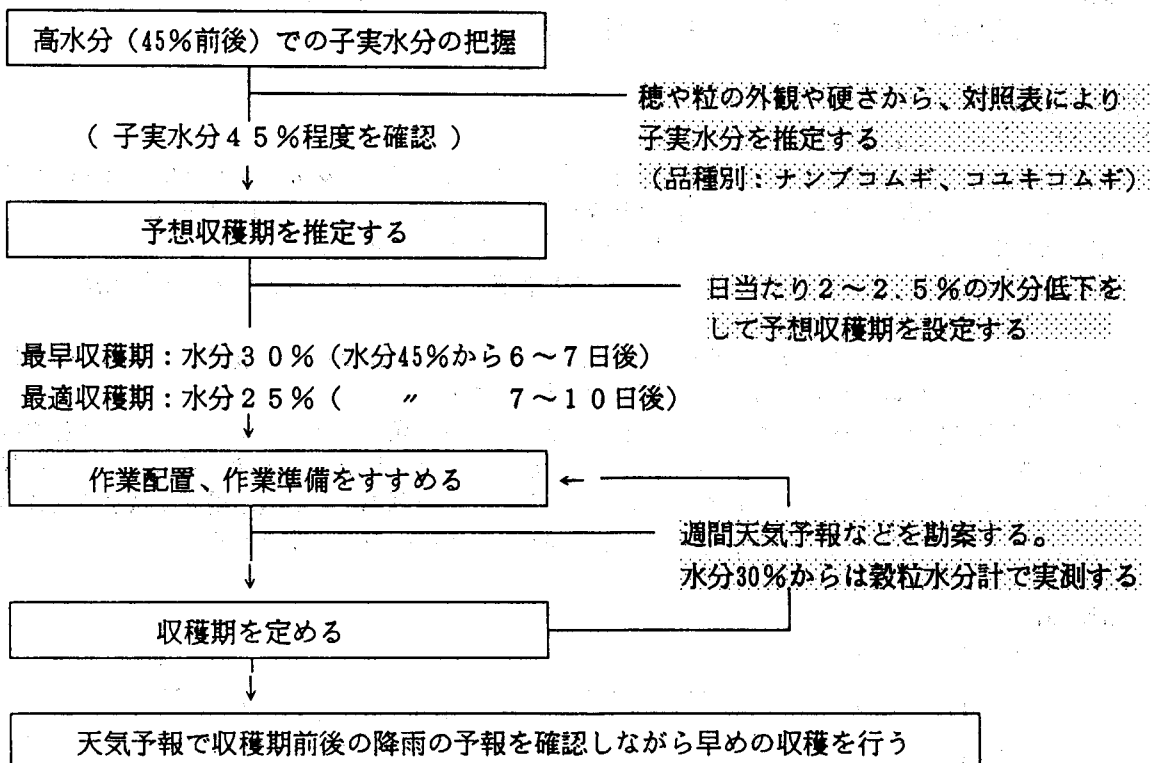 高水分（45%前後）での子実水分の把握
穂や粒の外観や硬さから、対照表により
子実水分を推定する
（品種別：ナンブコムギ、コユキコムギ）
（ 子実水分４５％程度を確認 ）
↓
予想収穫期を推定する
日当たり２～２.５％の水分低下を
して予想収穫期を設定する
最早収穫期：水分３０％（水分45%から６～７日後）
最適収穫期：水分２５％（ 〃 ７～１０日後）
↓
作業配置、作業準備をすすめる
←
週間天気予報などを勘案する。
水分30%からは穀粒水分計で実測する
↓
収穫期を定める
↓
天気予報で収穫期前後の降雨の予報を確認しながら早めの収穫を行う